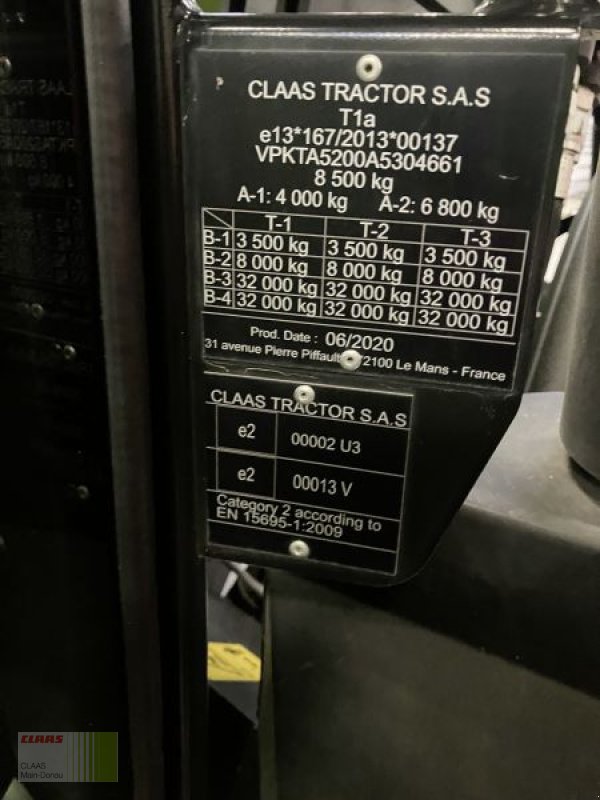 CLAAS TRACTOR S.A.S
T1a
e13*167/2013*00137
VPKTA5200A5304661
8 500 kg
A-1: 4 000 kg A-2: 6 800 kg
T-1 T-2 T-3
B-1 3 500 kg 3 500 kg 3 500 kg
B-2 8 000 kg 8 000 kg 8 000 kg
B-3 32 000 kg 32 000 kg 32 000 kg
B-4 32 000 kg 32 000 kg 32 000 kg
Prod. Date : 06/2020
31 avenue Pierre Piffault 2100 Le Mans - France
CLAAS TRACTOR S.A.S
e2 00002 U3
e2 00013 V
Category 2 according to
EN 15695-1:2009
CLAAS
CLAAS
Main-Donau